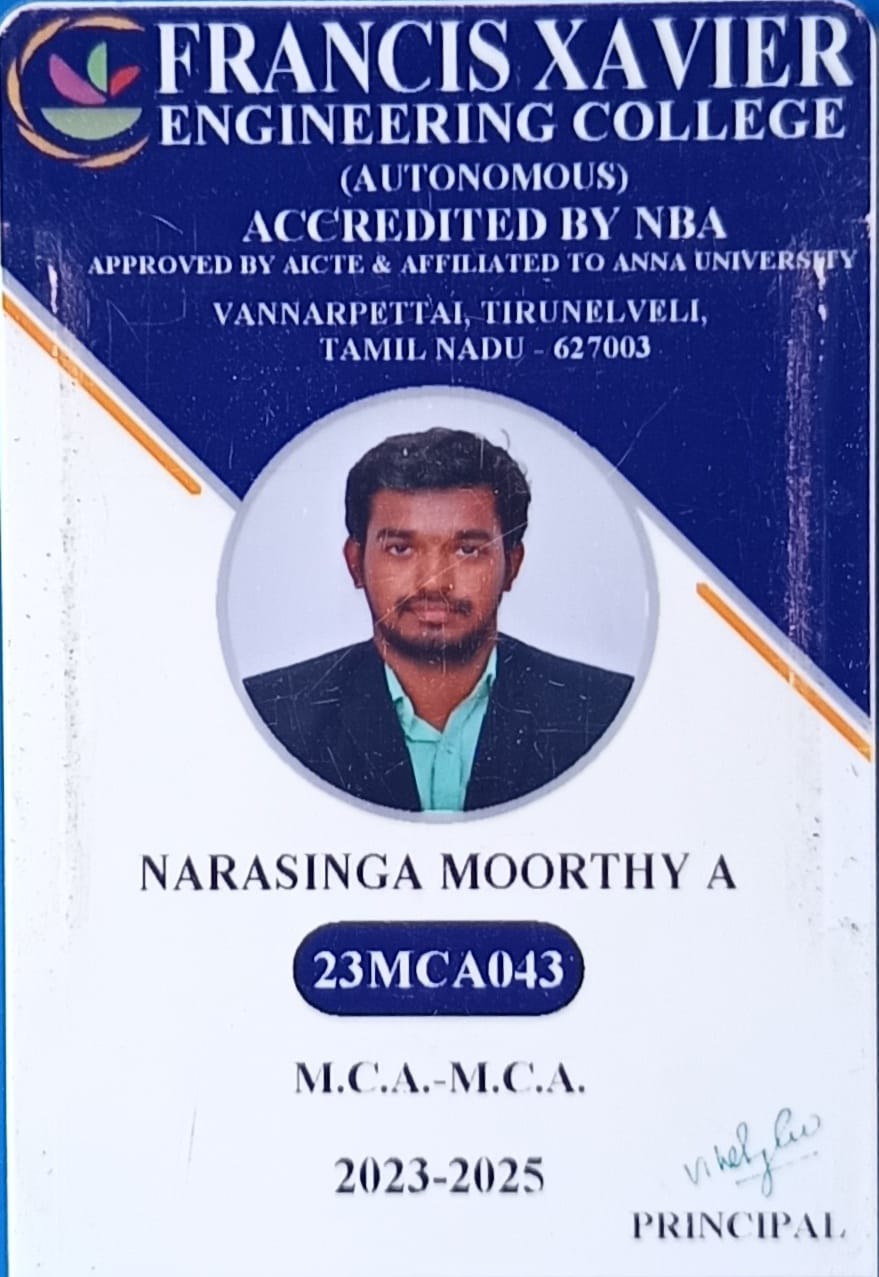 FRANCIS XAVIER
ENGINEERING COLLEGE
(AUTONOMOUS)
ACCREDITED BY NBA
APPROVED BY AICTE & AFFILIATED TO ANNA UNIVERSITY
VANNARPETTAI, TIRUNELVELI,
TAMIL NADU - 627003
NARASINGA MOORTHY A
23MCA043
M.C.A.-M.C.A.
2023-2025
PRINCIPAL